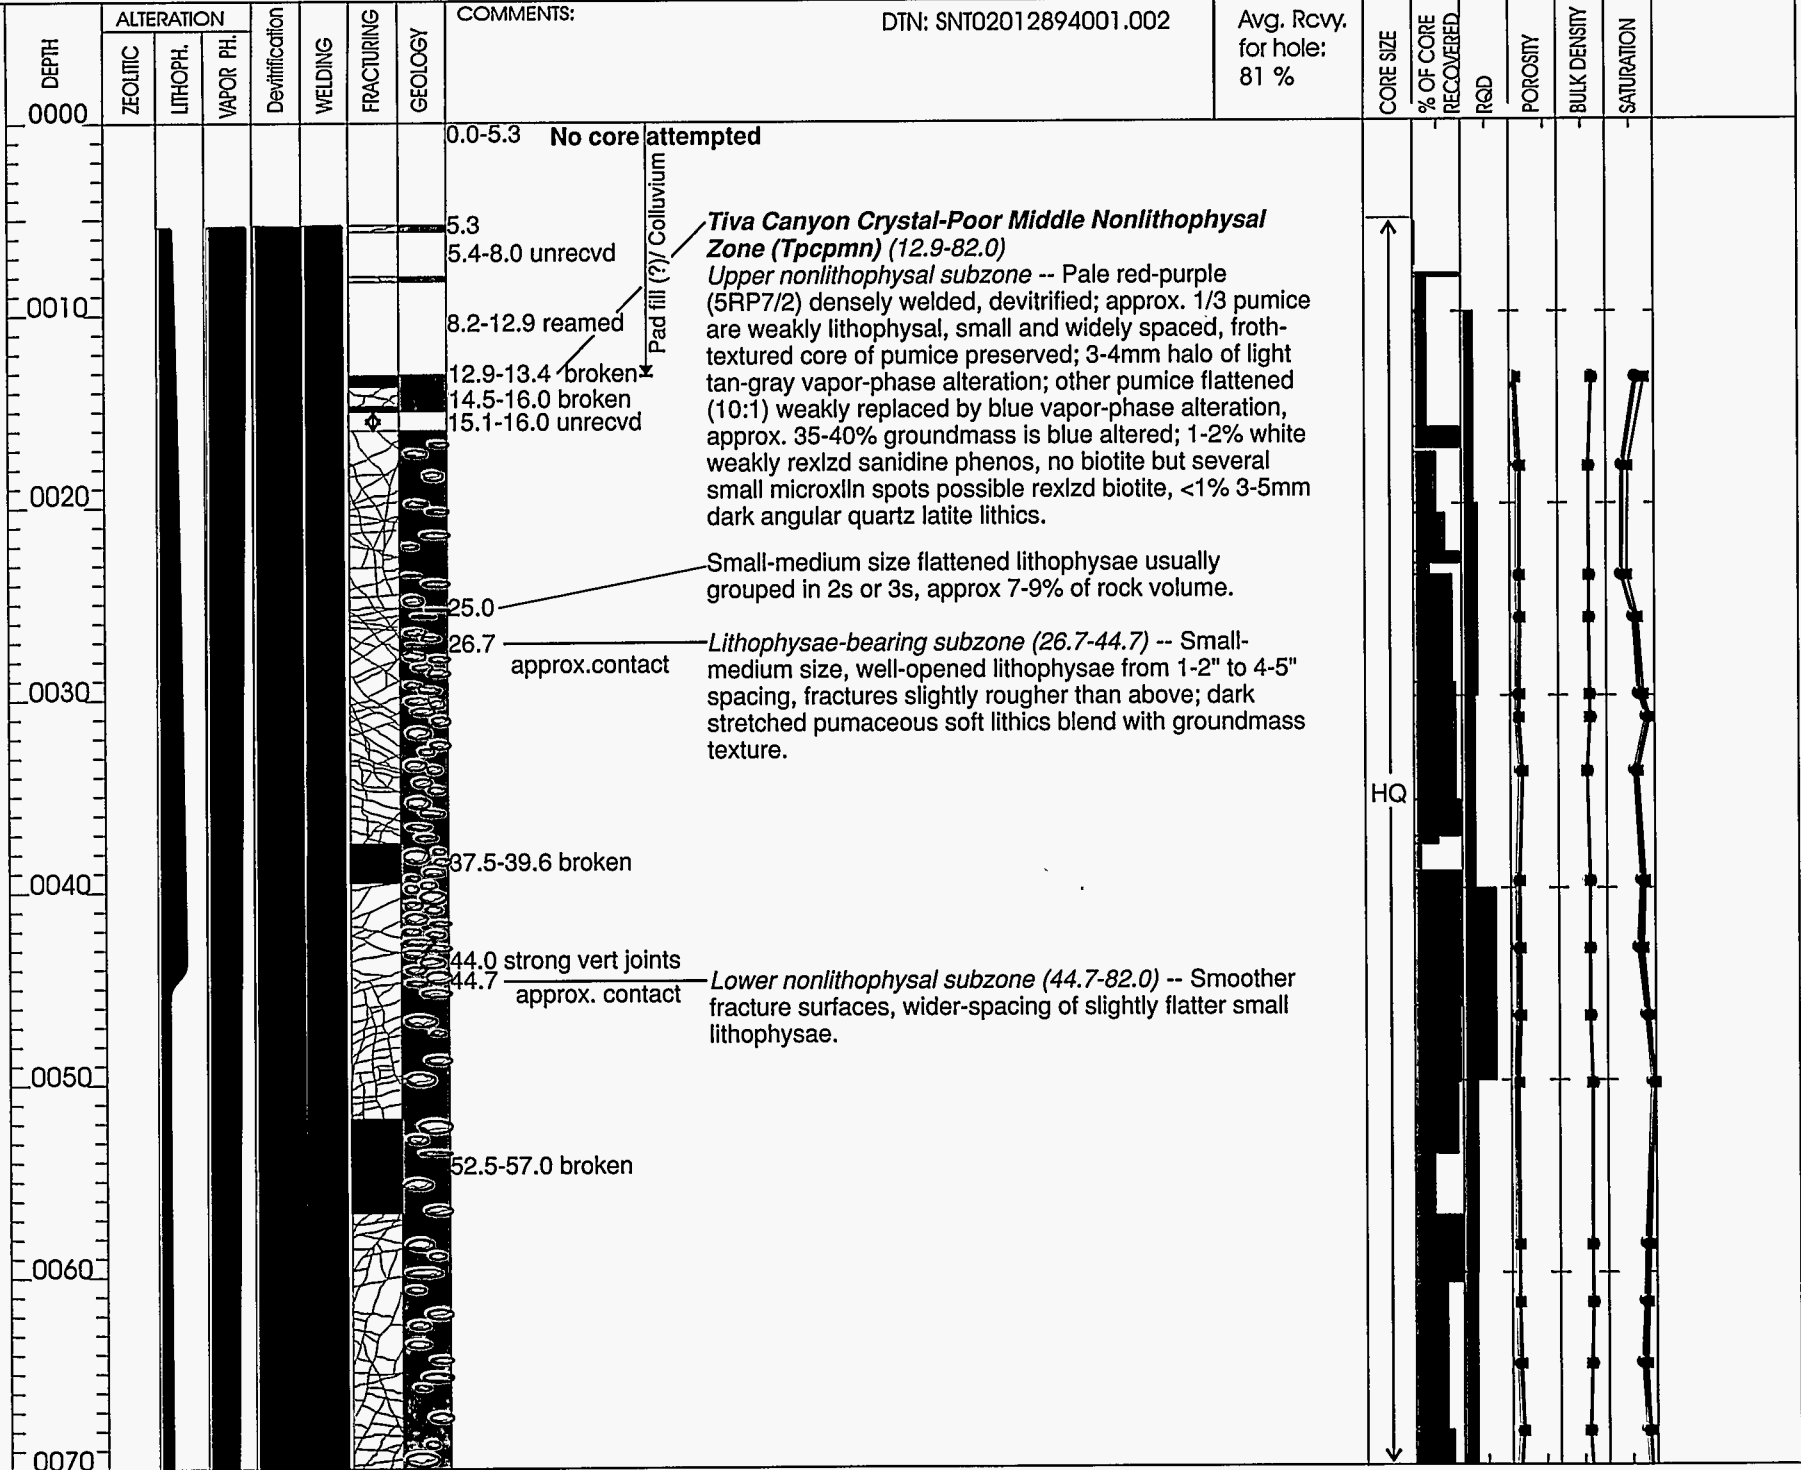 ALTERATION
DEPTH
ZEOLITIC
LITHOPH.
VAPOR PH.
Devitrification
WELDING
FRACTURING
GEOLOGY
COMMENTS:
DTN: SNT02012894001.002
Avg. Rcvy.
for hole:
81 %
CORE SIZE
% OF CORE
RECOVERED
RQD
POROSITY
BULK DENSITY
SATURATION
0000
0.0-5.3 No core attempted
Pad fill (?)/ Colluvium
5.3
5.4-8.0 unrecvd
8.2-12.9 reamed
12.9-13.4 broken
14.5-16.0 broken
15.1-16.0 unrecvd
Tiva Canyon Crystal-Poor Middle Nonlithophysal
Zone (Tpcpmn) (12.9-82.0)
Upper nonlithophysal subzone -- Pale red-purple
(5RP7/2) densely welded, devitrified; approx. 1/3 pumice
are weakly lithophysal, small and widely spaced, froth-
textured core of pumice preserved; 3-4mm halo of light
tan-gray vapor-phase alteration; other pumice flattened
(10:1) weakly replaced by blue vapor-phase alteration,
approx. 35-40% groundmass is blue altered; 1-2% white
weakly rexlzd sanidine phenos, no biotite but several
small microxlln spots possible rexlzd biotite, <1% 3-5mm
dark angular quartz latite lithics.
0010
0020
25.0
Small-medium size flattened lithophysae usually
grouped in 2s or 3s, approx 7-9% of rock volume.
26.7
approx.contact
Lithophysae-bearing subzone (26.7-44.7) -- Small-
medium size, well-opened lithophysae from 1-2" to 4-5"
spacing, fractures slightly rougher than above; dark
stretched pumaceous soft lithics blend with groundmass
texture.
0030
HQ
37.5-39.6 broken
0040
44.0 strong vert joints
44.7
approx. contact
Lower nonlithophysal subzone (44.7-82.0) -- Smoother
fracture surfaces, wider-spacing of slightly flatter small
lithophysae.
0050
52.5-57.0 broken
0060
0070